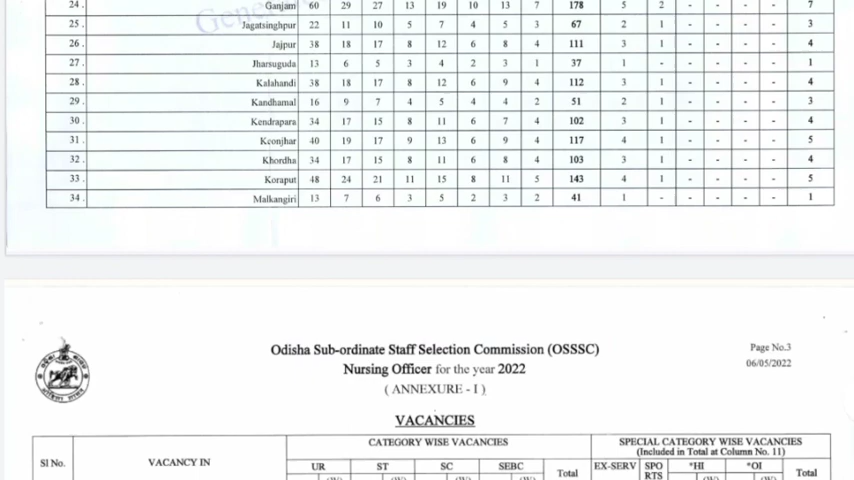 24. Ganjam 60 29 27 13 19 10 13 7 178 5 2 - - - - 7
25. Jagatsinghpur 22 11 10 5 7 4 5 3 67 2 1 - - - - 3
26. Jajpur 38 18 17 8 12 6 8 4 111 3 1 - - - - 4
27. Jharsuguda 13 6 5 3 4 2 3 1 37 1 - - - - - 1
28. Kalahandi 38 18 17 8 12 6 9 4 112 3 1 - - - - 4
29. Kandhamal 16 9 7 4 5 4 4 2 51 2 1 - - - - 3
30. Kendrapara 34 17 15 8 11 6 7 4 102 3 1 - - - - 4
31. Keonjhar 40 19 17 9 13 6 9 4 117 4 1 - - - - 5
32. Khordha 34 17 15 8 11 6 8 4 103 3 1 - - - - 4
33. Koraput 48 24 21 11 15 8 11 5 143 4 1 - - - - 5
34. Malkangiri 13 7 6 3 5 2 3 2 41 1 - - - - - 1
Odisha Sub-ordinate Staff Selection Commission (OSSSC)
Page No.3
Nursing Officer for the year 2022
06/05/2022
( ANNEXURE - I )
VACANCIES
CATEGORY WISE VACANCIES
SPECIAL CATEGORY WISE VACANCIES
(Included in Total at Column No. 11)
Sl No.
VACANCY IN
UR ST SC SEBC Total
EX-SERV SPO RTS *HI *OI Total